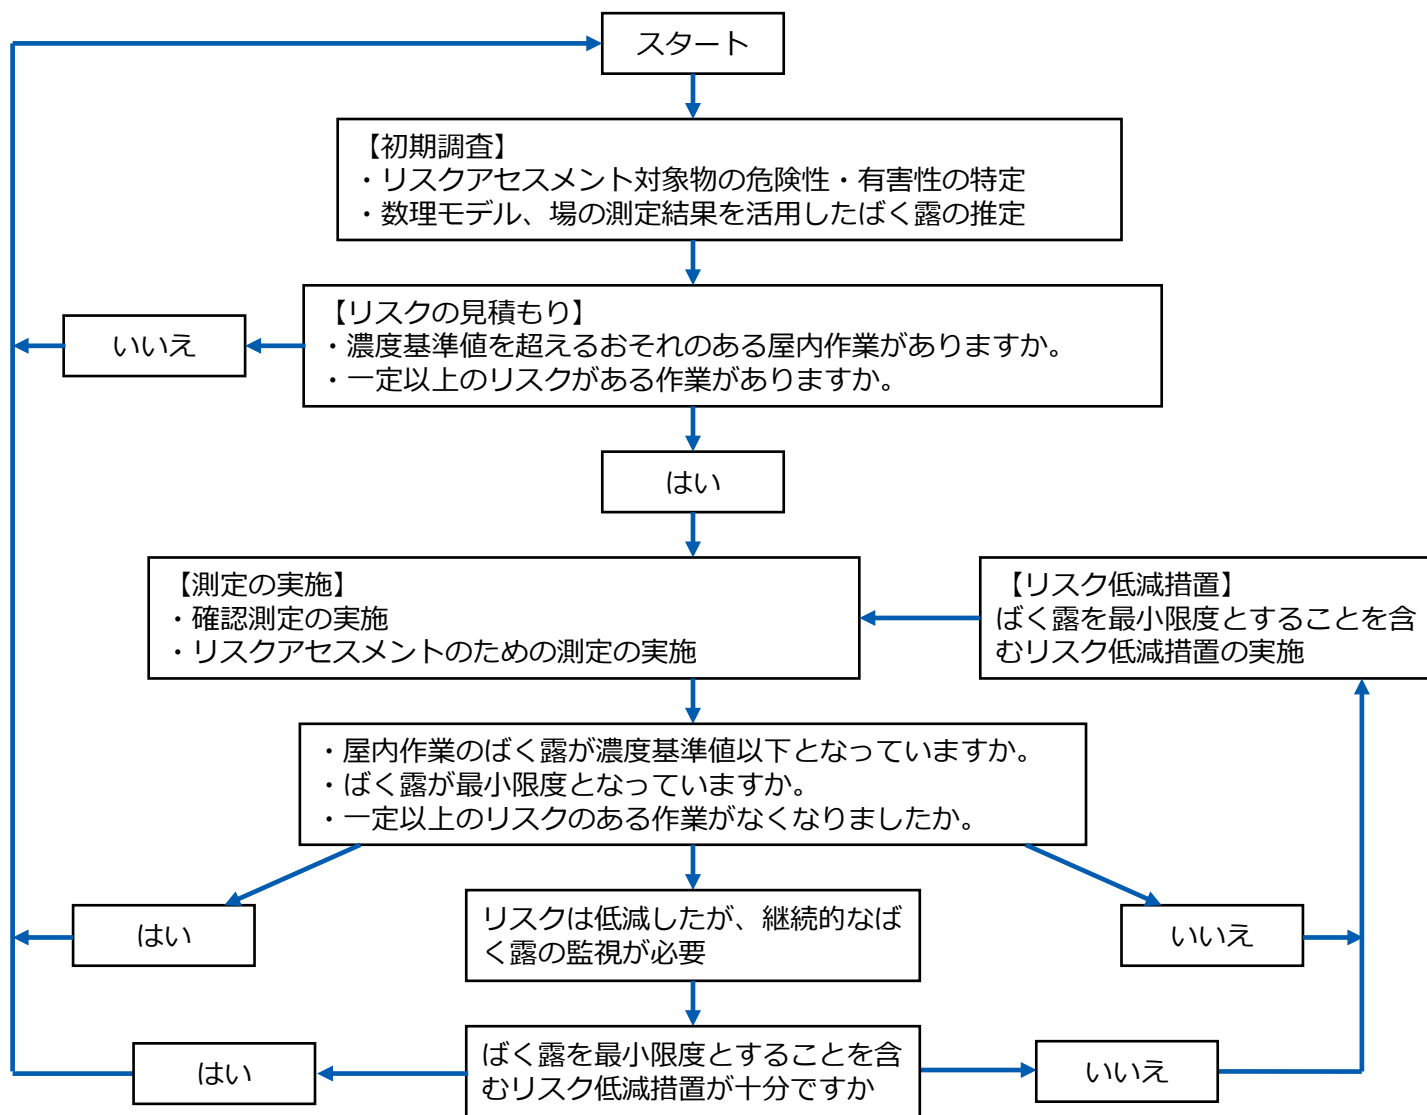 スタート
【初期調査】
・リスクアセスメント対象物の危険性・有害性の特定
・数理モデル、場の測定結果を活用したばく露の推定
いいえ
【リスクの見積もり】
・濃度基準値を超えるおそれのある屋内作業がありますか。
・一定以上のリスクがある作業がありますか。
はい
【測定の実施】
・確認測定の実施
・リスクアセスメントのための測定の実施
【リスク低減措置】
ばく露を最小限度とすることを含
むリスク低減措置の実施
・屋内作業のばく露が濃度基準値以下となっていますか。
・ばく露が最小限度となっていますか。
・一定以上のリスクのある作業がなくなりましたか。
はい
リスクは低減したが、継続的なば
く露の監視が必要
いいえ
はい
ばく露を最小限度とすることを含
むリスク低減措置が十分ですか
いいえ